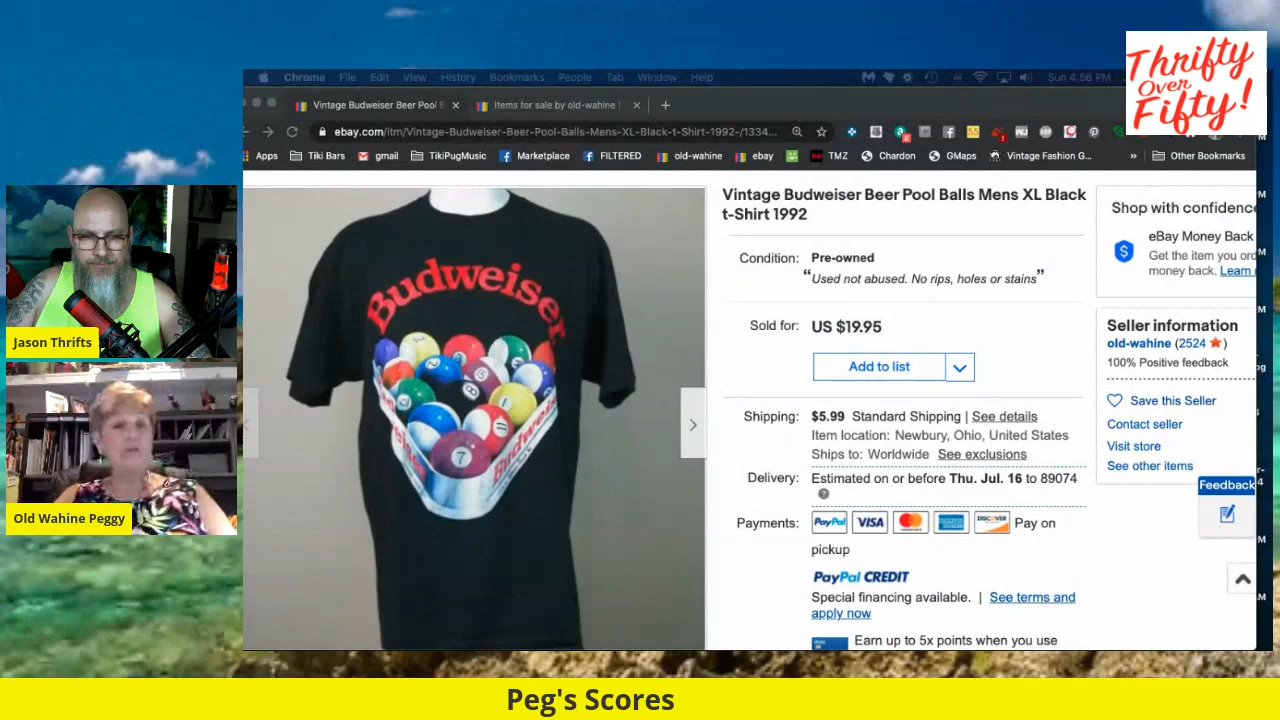 Thrifty
Over
Fifty!
Chrome File Edit View History Bookmarks People Tab Window Help
Sun 4:56 PM
Vintage Budweiser Beer Pool B
Items for sale by old-wahine |
ebay.com/itm/Vintage-Budweiser-Beer-Pool-Balls-Mens-XL-Black-t-Shirt-1992-/1334...
Apps Tiki Bars gmail TikiPugMusic Marketplace FILTERED old-wahine ebay TMZ Chardon GMaps Vintage Fashion G... » Other Bookmarks
Budweiser
7
Vintage Budweiser Beer Pool Balls Mens XL Black
t-Shirt 1992
Condition: Pre-owned
“Used not abused. No rips, holes or stains”
Sold for: US $19.95
Add to list
Shipping: $5.99 Standard Shipping | See details
Item location: Newbury, Ohio, United States
Ships to: Worldwide See exclusions
Delivery: Estimated on or before Thu. Jul. 16 to 89074
Payments: PayPal VISA MasterCard DISCOVER Pay on
pickup
PayPal CREDIT
Special financing available. | See terms and
apply now
Earn up to 5x points when you use
Shop with confidence
eBay Money Back
Get the item you ord
money back. Learn
Seller information
old-wahine (2524 )
100% Positive feedback
Save this Seller
Contact seller
Visit store
See other items
Feedback
Jason Thrifts
Old Wahine Peggy
Peg's Scores